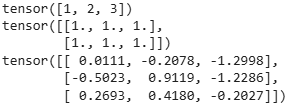 tensor([1, 2, 3])
tensor([[1., 1., 1.],
        [1., 1., 1.]])
tensor([[ 0.0111, -0.2078, -1.2998],
        [-0.5023,  0.9119, -1.2286],
        [ 0.2693,  0.4180, -0.2027]])